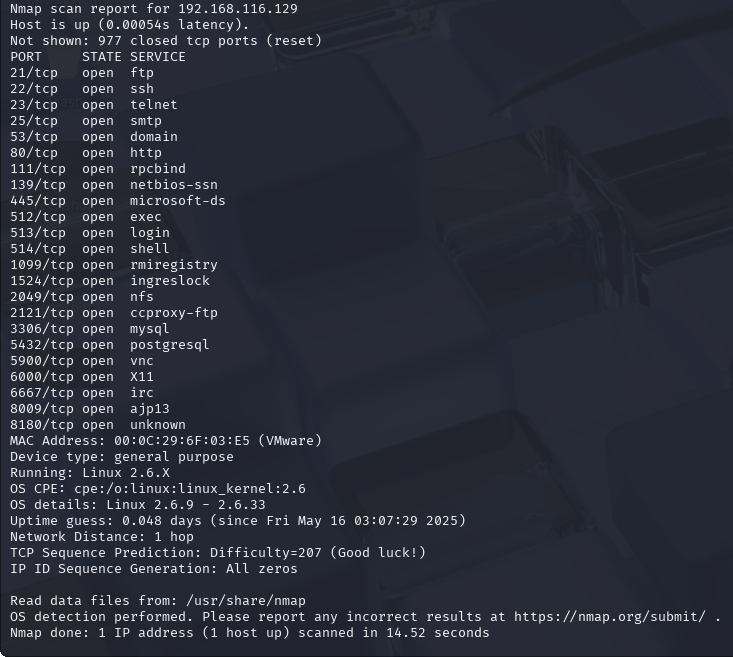 Nmap scan report for 192.168.116.129
Host is up (0.00054s latency).
Not shown: 977 closed tcp ports (reset)
PORT     STATE SERVICE
21/tcp   open  ftp
22/tcp   open  ssh
23/tcp   open  telnet
25/tcp   open  smtp
53/tcp   open  domain
80/tcp   open  http
111/tcp  open  rpcbind
139/tcp  open  netbios-ssn
445/tcp  open  microsoft-ds
512/tcp  open  exec
513/tcp  open  login
514/tcp  open  shell
1099/tcp open  rmiregistry
1524/tcp open  ingreslock
2049/tcp open  nfs
2121/tcp open  ccproxy-ftp
3306/tcp open  mysql
5432/tcp open  postgresql
5900/tcp open  vnc
6000/tcp open  X11
6667/tcp open  irc
8009/tcp open  ajp13
8180/tcp open  unknown
MAC Address: 00:0C:29:6F:03:E5 (VMware)
Device type: general purpose
Running: Linux 2.6.X
OS CPE: cpe:/o:linux:linux_kernel:2.6
OS details: Linux 2.6.9 - 2.6.33
Uptime guess: 0.048 days (since Fri May 16 03:07:29 2025)
Network Distance: 1 hop
TCP Sequence Prediction: Difficulty=207 (Good luck!)
IP ID Sequence Generation: All zeros
Read data files from: /usr/share/nmap
OS detection performed. Please report any incorrect results at https://nmap.org/submit/ .
Nmap done: 1 IP address (1 host up) scanned in 14.52 seconds